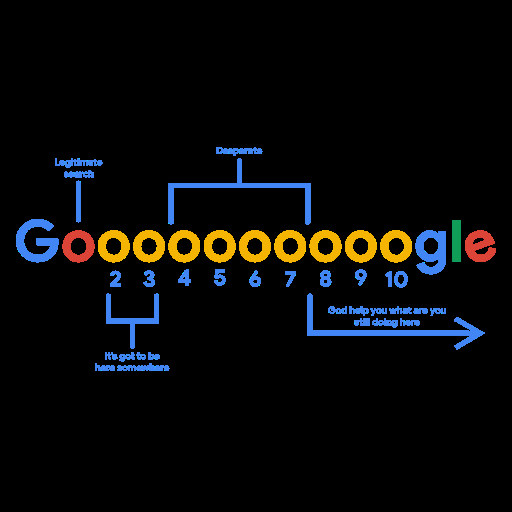 Desperate
Legitimate
search
Goooooooooogle
2 3 4 5 6 7 8 9 10
God help you what are you
still doing here
It's got to be
here somewhere